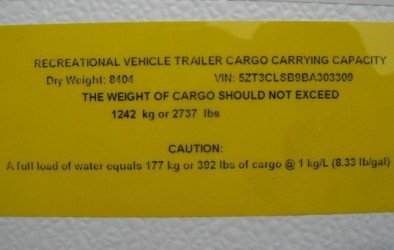 RECREATIONAL VEHICLE TRAILER CARGO CARRYING CAPACITY
Dry Weight: 8404 VIN: 5ZT3CLSB9BA303309
THE WEIGHT OF CARGO SHOULD NOT EXCEED
1242 kg or 2737 lbs
CAUTION:
A full load of water equals 177 kg or 392 lbs of cargo @ 1 kg/L (8.33 lb/gal)